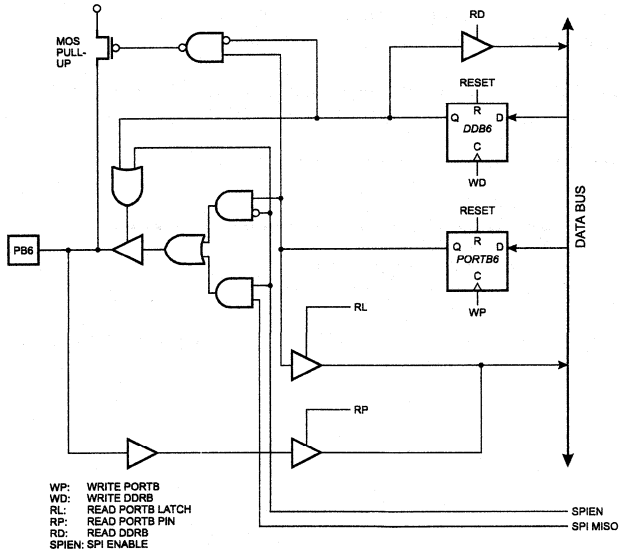 RD
MOS
PULL-
UP
RESET
R
Q
D
DDB6
C
WD
RESET
R
Q
D
PORTB6
C
WP
DATA BUS
PB6
RL
RP
WP: WRITE PORTB
WD: WRITE DDRB
RL: READ PORTB LATCH
RP: READ PORTB PIN
RD: READ DDRB
SPIEN: SPI ENABLE
SPIEN
SPI MISO